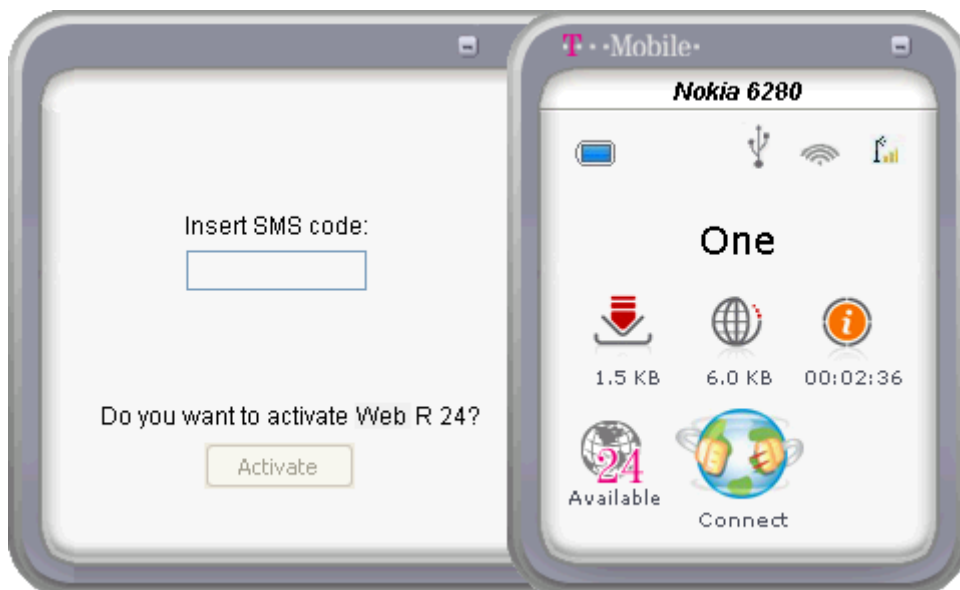 Insert SMS code:
Do you want to activate Web R 24?
Activate
T··Mobile·
Nokia 6280
One
1.5 KB 6.0 KB 00:02:36
24
Available
Connect